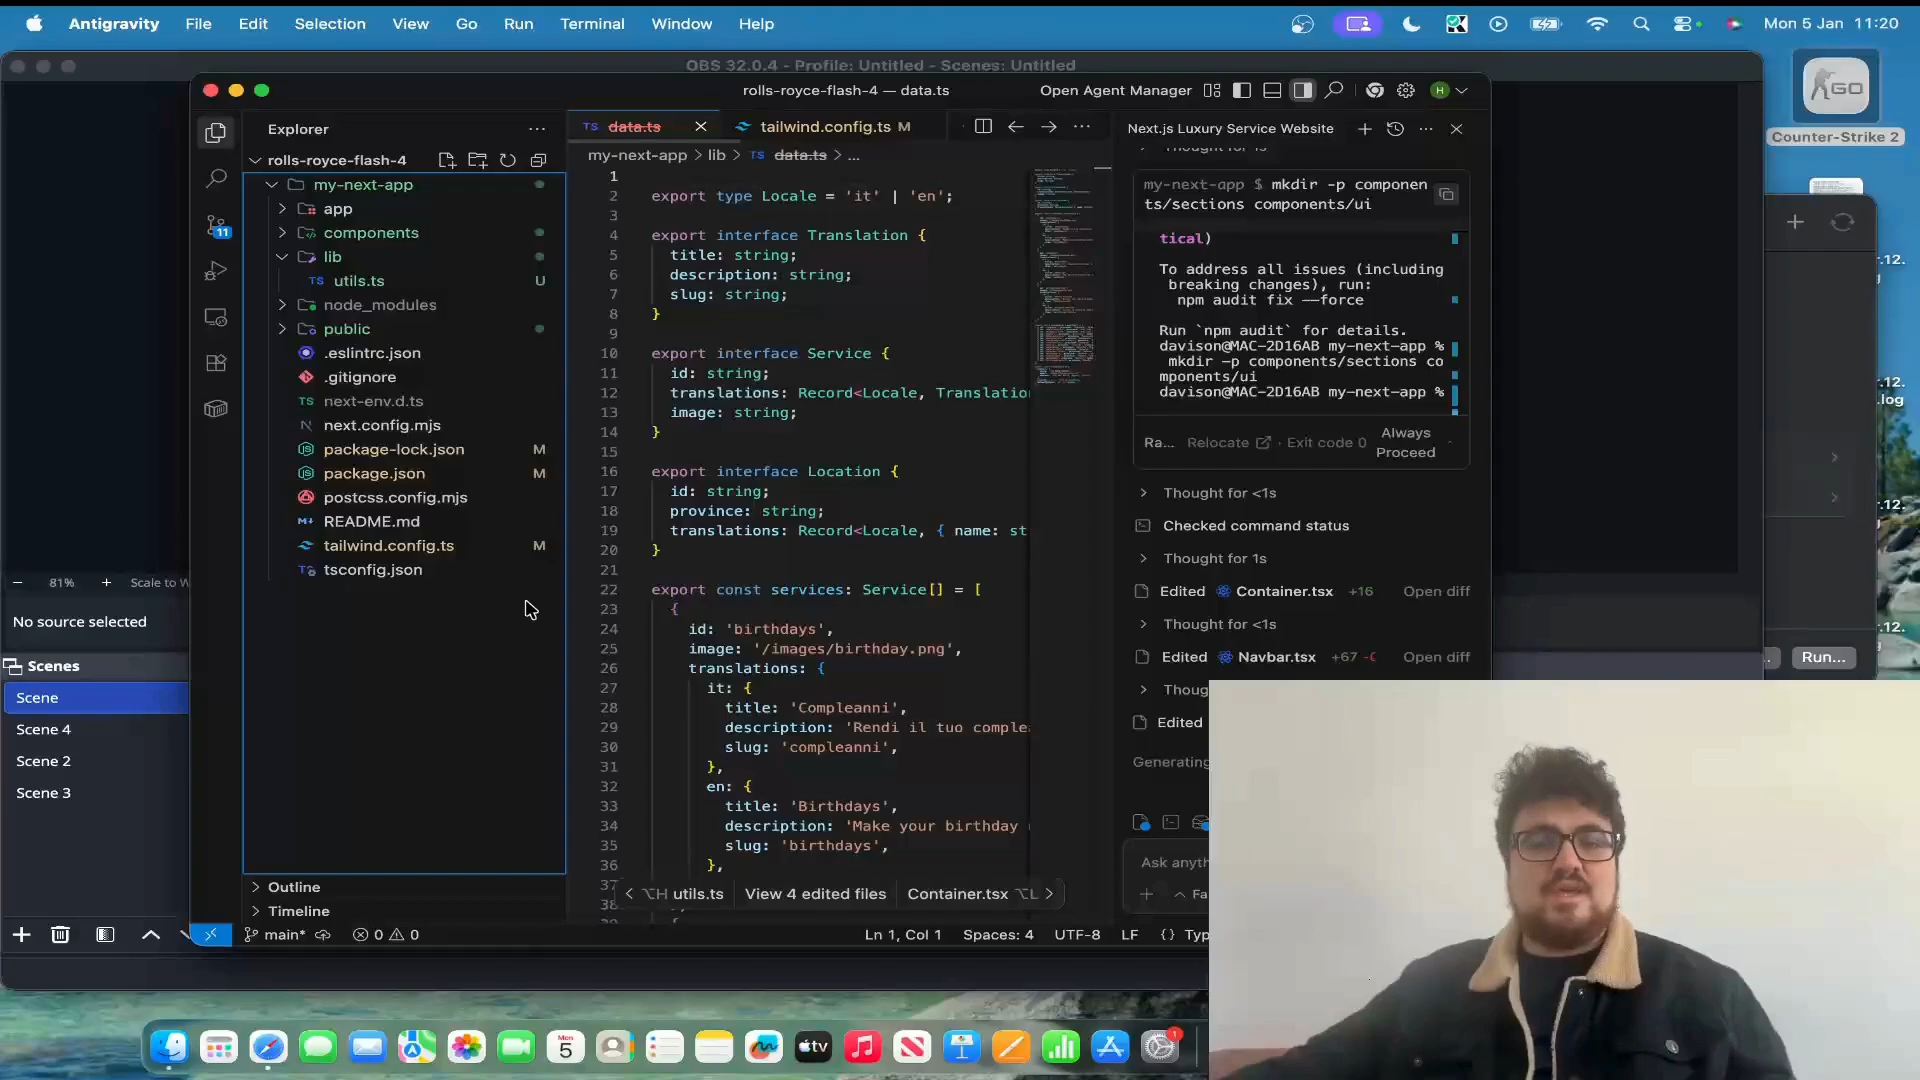 Antigravity File Edit Selection View Go Run Terminal Window Help
Mon 5 Jan 11:20
OBS 32.0.4 - Profile: Untitled - Scenes: Untitled
rolls-royce-flash-4 — data.ts
Open Agent Manager
H
GO
Counter-Strike 2
Explorer
rolls-royce-flash-4
my-next-app
app
components
lib
TS utils.ts U
node_modules
public
.eslintrc.json
.gitignore
TS next-env.d.ts
next.config.mjs
package-lock.json M
package.json M
postcss.config.mjs
README.md
tailwind.config.ts M
tsconfig.json
Outline
Timeline
11
TS data.ts
tailwind.config.ts M
my-next-app > lib > TS data.ts > ...
1
2 export type Locale = 'it' | 'en';
3
4 export interface Translation {
5 title: string;
6 description: string;
7 slug: string;
8 }
9
10 export interface Service {
11 id: string;
12 translations: Record<Locale, Translatio
13 image: string;
14 }
15
16 export interface Location {
17 id: string;
18 province: string;
19 translations: Record<Locale, { name: st
20 }
21
22 export const services: Service[] = [
23 {
24 id: 'birthdays',
25 image: '/images/birthday.png',
26 translations: {
27 it: {
28 title: 'Compleanni',
29 description: 'Rendi il tuo comple
30 slug: 'compleanni',
31 },
32 en: {
33 title: 'Birthdays',
34 description: 'Make your birthday
35 slug: 'birthdays',
36 },
37
38
< ⌥H utils.ts View 4 edited files Container.tsx ⌥L >
Next.js Luxury Service Website
Thought for 1s
my-next-app $ mkdir -p componen
ts/sections components/ui
tical)
To address all issues (including
breaking changes), run:
npm audit fix --force
Run `npm audit` for details.
davison@MAC-2D16AB my-next-app %
mkdir -p components/sections co
mponents/ui
davison@MAC-2D16AB my-next-app %
Ra... Relocate · Exit code 0 Always
Proceed
Thought for <1s
Checked command status
Thought for 1s
Edited Container.tsx +16 Open diff
Thought for <1s
Edited Navbar.tsx +67 Open diff
Thoug
Edited
Generating
Ask anyth
Fa
81%
Scale to W
No source selected
Scenes
Scene
Scene 4
Scene 2
Scene 3
main* 0 0
Ln 1, Col 1 Spaces: 4 UTF-8 LF {} Typ
r.12.
g
r.12.
.log
r.12.
g
r.12.
g
Run...
MON
5
tv
1